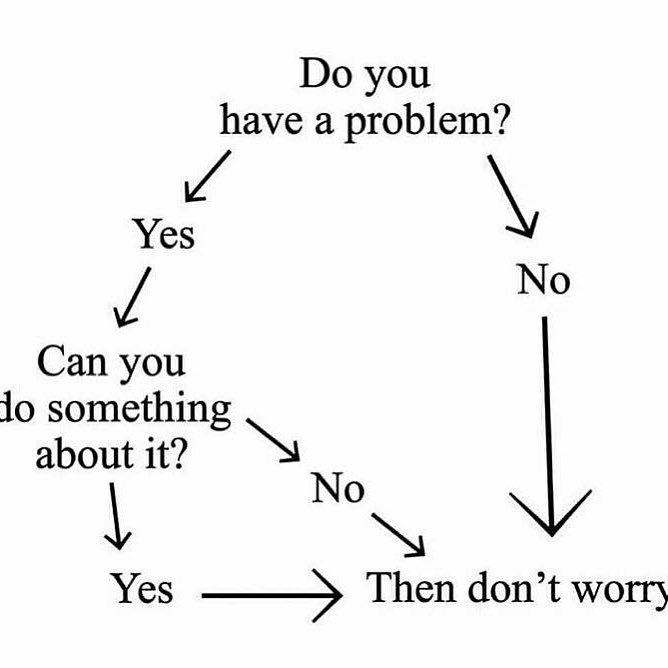 Do you
have a problem?
Yes
No
Can you
do something
about it?
No
Yes
Then don’t worry